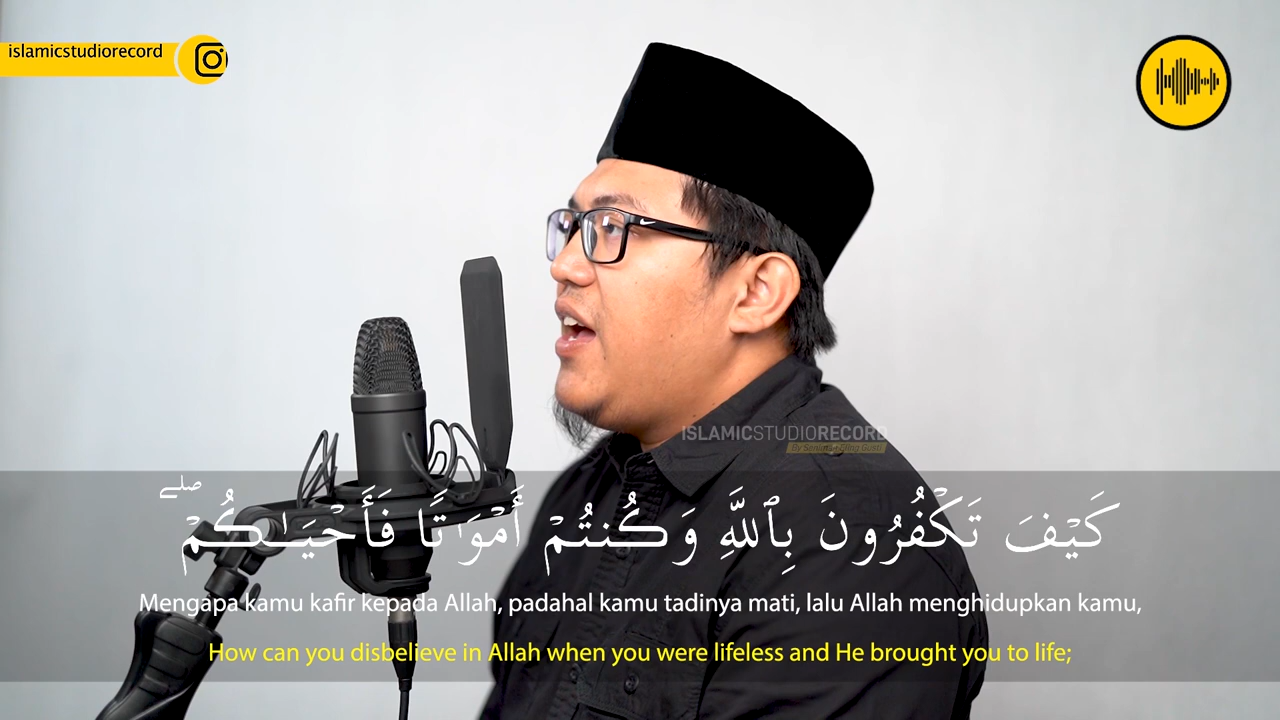 islamicstudiorecord
ISLAMICSTUDIORECORD
كَيْفَ تَكْفُرُونَ بِٱللَّهِ وَكُنتُمْ أَمْوَٰتًا فَأَحْيَـٰكُمْ ۖ
Mengapa kamu kafir kepada Allah, padahal kamu tadinya mati, lalu Allah menghidupkan kamu,
How can you disbelieve in Allah when you were lifeless and He brought you to life;